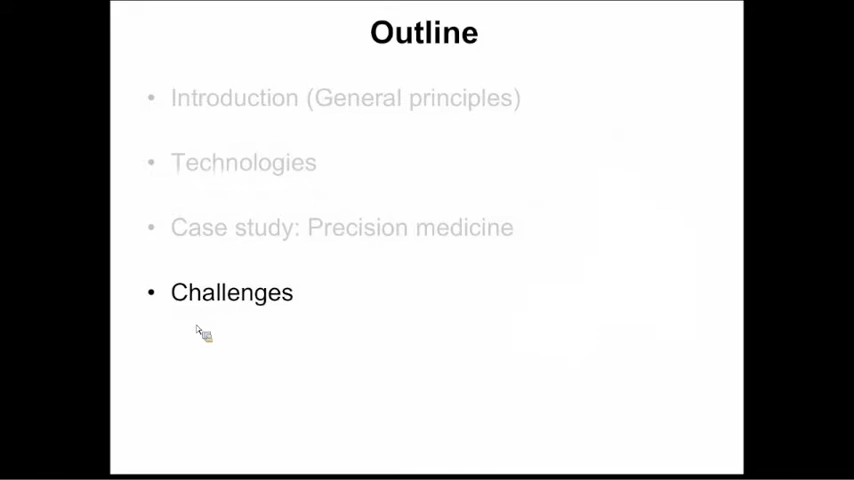 Outline
• Introduction (General principles)
• Technologies
• Case study: Precision medicine
• Challenges